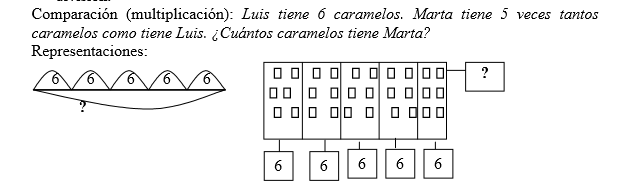 Comparación (multiplicación): Luis tiene 6 caramelos. Marta tiene 5 veces tantos
caramelos como tiene Luis. ¿Cuántos caramelos tiene Marta?
Representaciones:
6 6 6 6 6
?
?
6 6 6 6 6